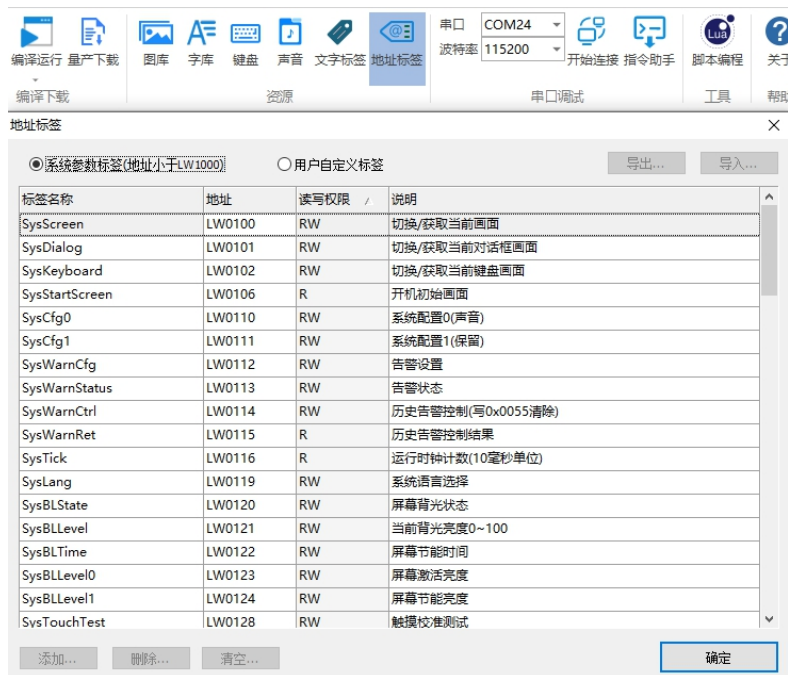 串口 COM24
波特率 115200
编译运行 量产下载 图库 字库 键盘 声音 文字标签 地址标签 开始连接 指令助手 脚本编程 关于
编译下载 资源 串口调试 工具 帮助
地址标签
系统参数标签(地址小于LW1000) 用户自定义标签 导出... 导入...
标签名称 地址 读写权限 说明
SysScreen LW0100 RW 切换/获取当前画面
SysDialog LW0101 RW 切换/获取当前对话框画面
SysKeyboard LW0102 RW 切换/获取当前键盘画面
SysStartScreen LW0106 R 开机初始画面
SysCfg0 LW0110 RW 系统配置0(声音)
SysCfg1 LW0111 RW 系统配置1(保留)
SysWarnCfg LW0112 RW 告警设置
SysWarnStatus LW0113 RW 告警状态
SysWarnCtrl LW0114 RW 历史告警控制(写0x0055清除)
SysWarnRet LW0115 R 历史告警控制结果
SysTick LW0116 R 运行时钟计数(10毫秒单位)
SysLang LW0119 RW 系统语言选择
SysBLState LW0120 RW 屏幕背光状态
SysBLLevel LW0121 RW 当前背光亮度0~100
SysBLTime LW0122 RW 屏幕节能时间
SysBLLevel0 LW0123 RW 屏幕激活亮度
SysBLLevel1 LW0124 RW 屏幕节能亮度
SysTouchTest LW0128 RW 触摸校准测试
添加... 删除... 清空... 确定